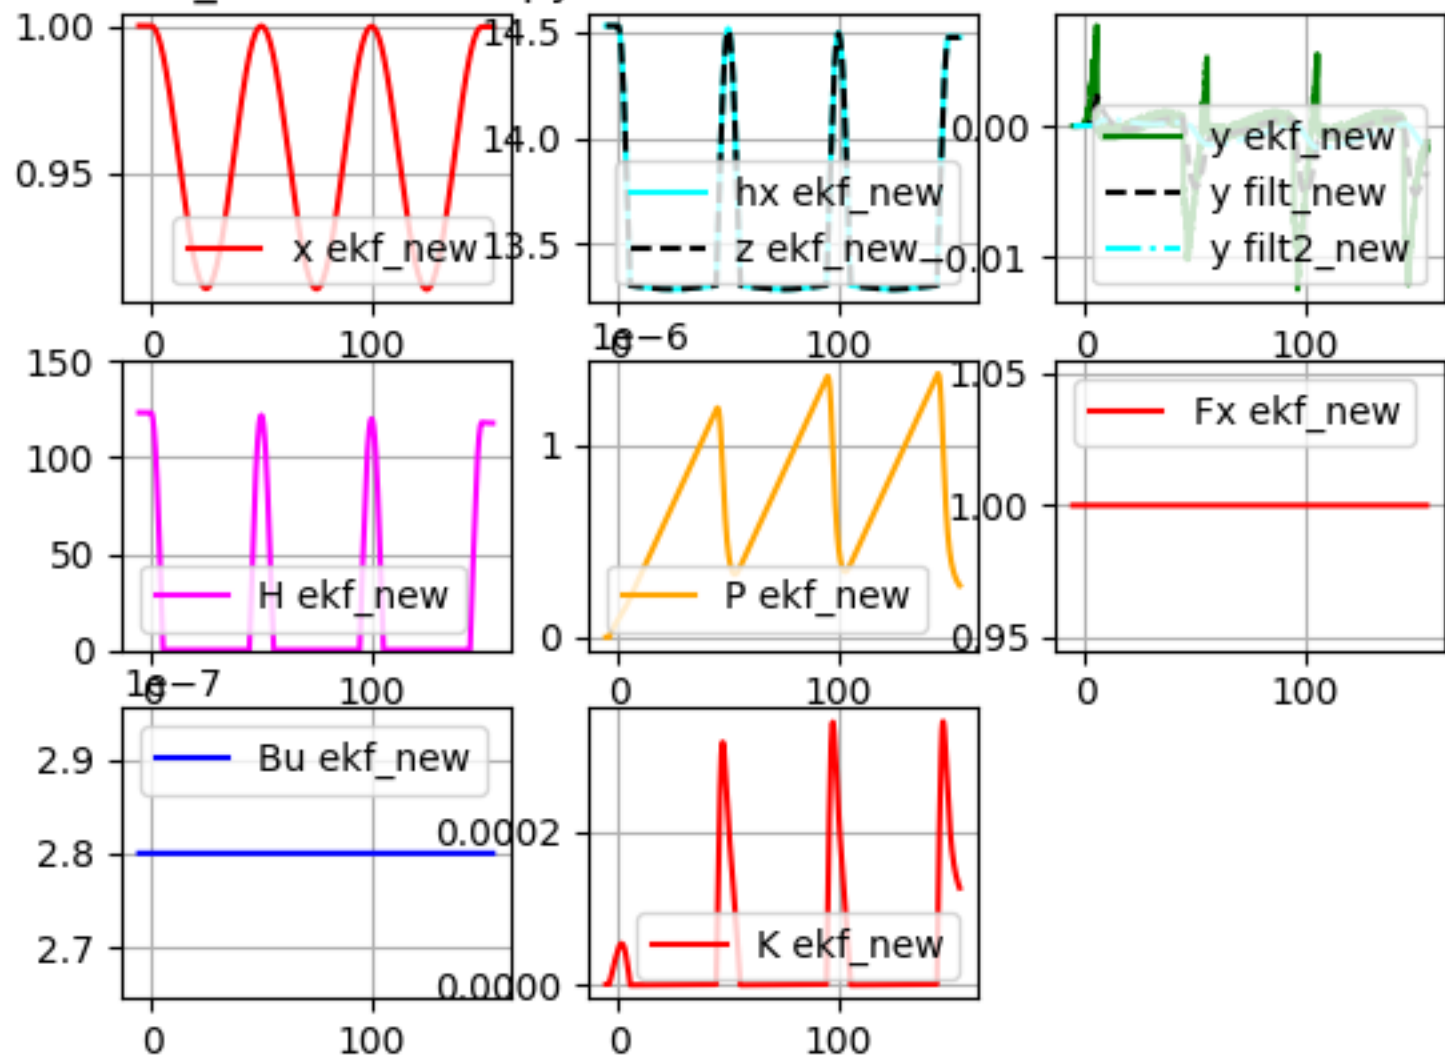 1.00
0.95
x ekf_new
0 100
14.5
14.0
13.5
hx ekf_new
z ekf_new
0 100
0.00
−0.01
y ekf_new
y filt_new
y filt2_new
0 100
150
100
50
0
H ekf_new
0 100
1e−6
1
0
P ekf_new
0 100
1.05
1.00
0.95
Fx ekf_new
0 100
1e−7
2.9
2.8
2.7
Bu ekf_new
0 100
0.0002
0.0000
K ekf_new
0 100